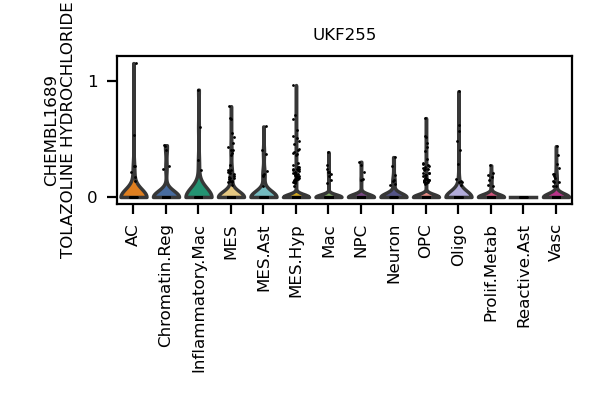 UKF255
CHEMBL1689
TOLAZOLINE HYDROCHLORIDE
1
0
AC
Chromatin.Reg
Inflammatory.Mac
MES
MES.Ast
MES.Hyp
Mac
NPC
Neuron
OPC
Oligo
Prolif.Metab
Reactive.Ast
Vasc